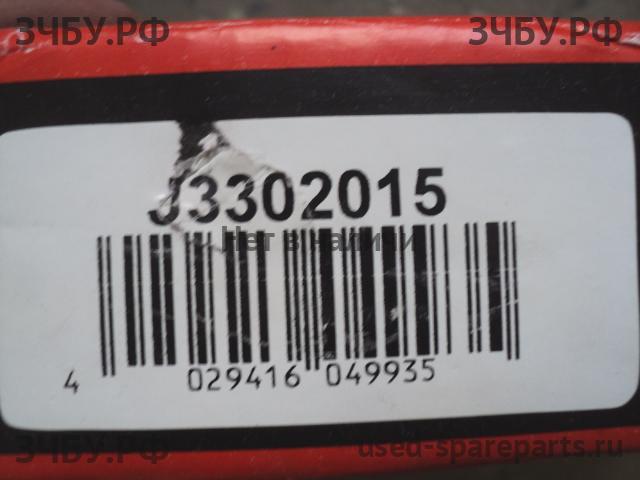 ЗЧБУ.РФ ЗЧБУ.РФ
J3302015
Нет в наличии
4 029416 049935
ЗЧБУ.РФ used-spareparts.ru